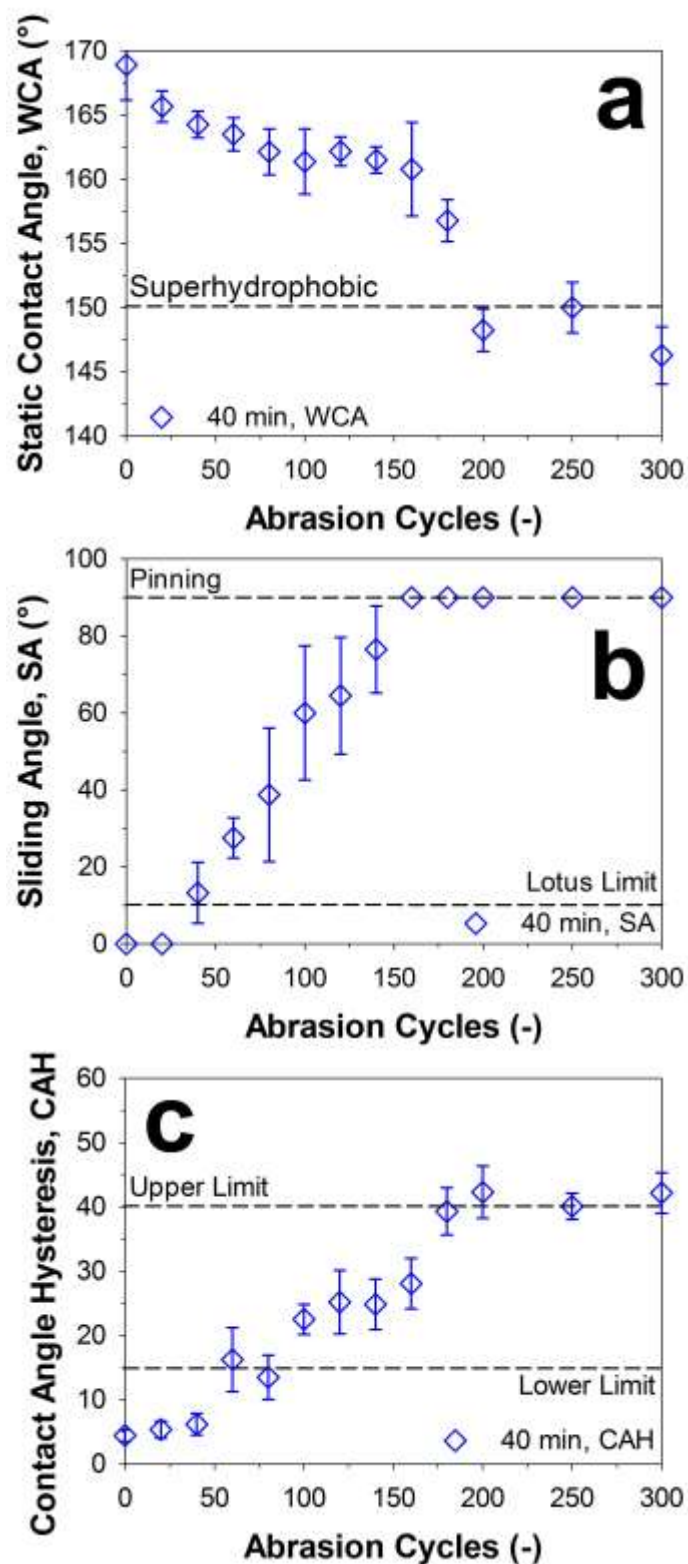 a
Static Contact Angle, WCA (°)
170
165
160
155
150
145
140
Superhydrophobic
40 min, WCA
0 50 100 150 200 250 300
Abrasion Cycles (-)
b
Sliding Angle, SA (°)
100
80
60
40
20
0
Pinning
Lotus Limit
40 min, SA
0 50 100 150 200 250 300
Abrasion Cycles (-)
c
Contact Angle Hysteresis, CAH
60
50
40
30
20
10
0
Upper Limit
Lower Limit
40 min, CAH
0 50 100 150 200 250 300
Abrasion Cycles (-)